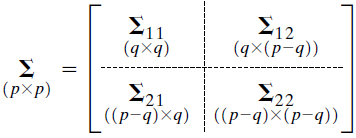 Σ₁₁ Σ₁₂
(q×q) (q×(p−q))
Σ =
(p×p)
Σ₂₁ Σ₂₂
((p−q)×q) ((p−q)×(p−q))